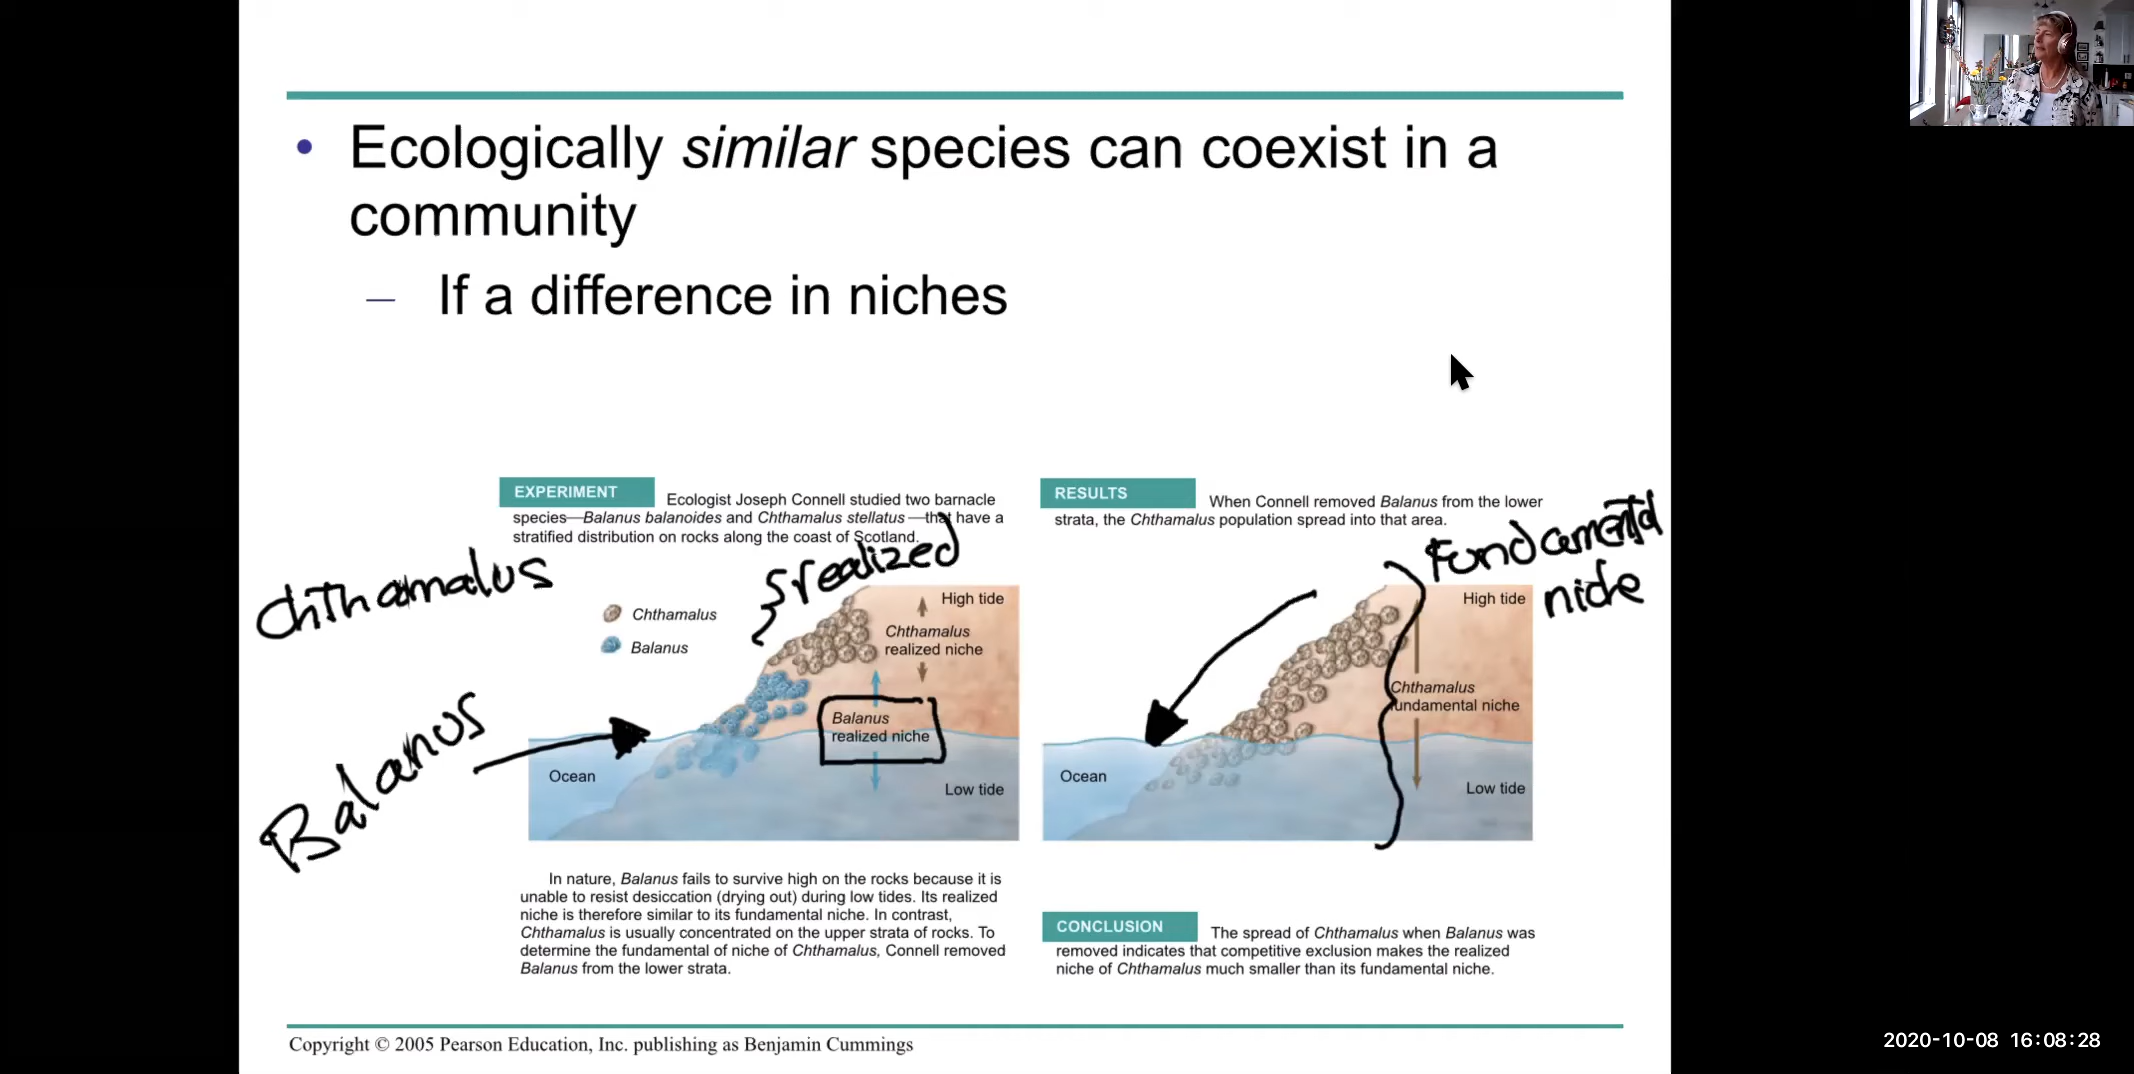 • Ecologically similar species can coexist in a
community
– If a difference in niches
EXPERIMENT Ecologist Joseph Connell studied two barnacle
species—Balanus balanoides and Chthamalus stellatus—that have a
stratified distribution on rocks along the coast of Scotland.
Chthamalus
Balanus
realized
Chthamalus
Balanus
High tide
Chthamalus
realized niche
Balanus
realized niche
Ocean
Low tide
In nature, Balanus fails to survive high on the rocks because it is
unable to resist desiccation (drying out) during low tides. Its realized
niche is therefore similar to its fundamental niche. In contrast,
Chthamalus is usually concentrated on the upper strata of rocks. To
determine the fundamental of niche of Chthamalus, Connell removed
Balanus from the lower strata.
RESULTS When Connell removed Balanus from the lower
strata, the Chthamalus population spread into that area.
fundamental
niche
High tide
Chthamalus
fundamental niche
Ocean
Low tide
CONCLUSION The spread of Chthamalus when Balanus was
removed indicates that competitive exclusion makes the realized
niche of Chthamalus much smaller than its fundamental niche.
Copyright © 2005 Pearson Education, Inc. publishing as Benjamin Cummings
2020-10-08 16:08:28